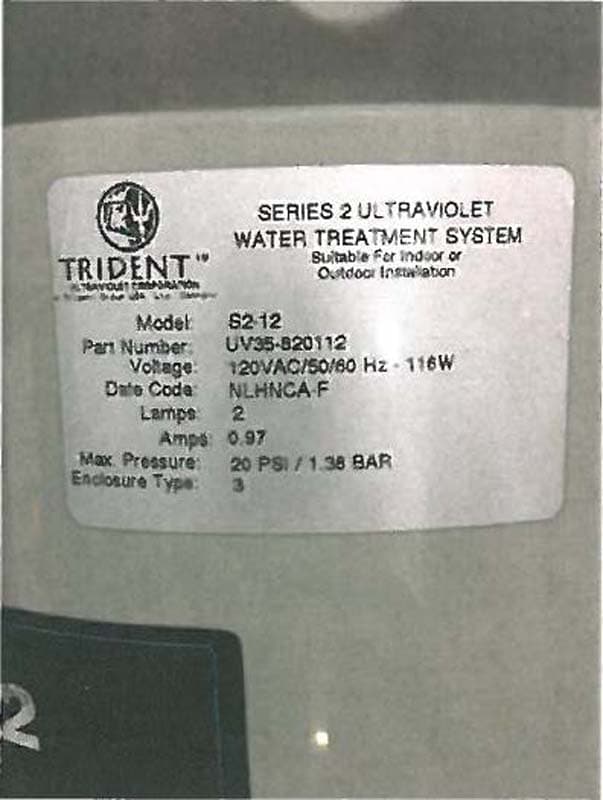 TRIDENT™
ULTRAVIOLET CORPORATION
SERIES 2 ULTRAVIOLET
WATER TREATMENT SYSTEM
Suitable For Indoor or
Outdoor Installation
Model: S2-12
Part Number: UV35-820112
Voltage: 120VAC/50/60 Hz - 116W
Date Code: NLHNCA-F
Lamps: 2
Amps: 0.97
Max. Pressure: 20 PSI / 1.38 BAR
Enclosure Type: 3
2